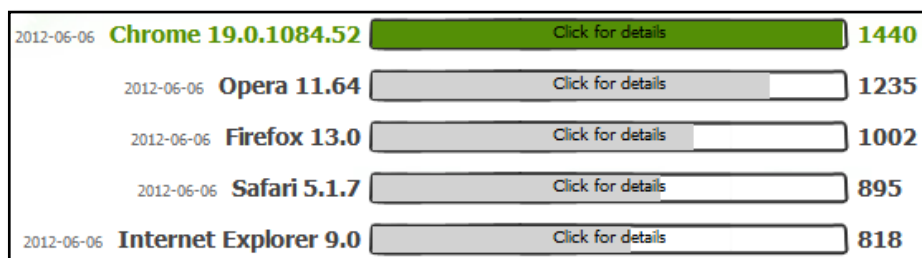 2012-06-06 Chrome 19.0.1084.52 Click for details 1440
2012-06-06 Opera 11.64 Click for details 1235
2012-06-06 Firefox 13.0 Click for details 1002
2012-06-06 Safari 5.1.7 Click for details 895
2012-06-06 Internet Explorer 9.0 Click for details 818